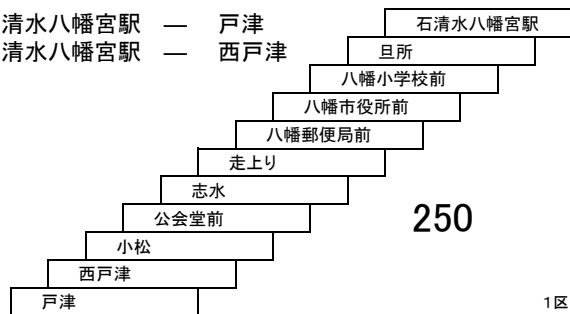 清水八幡宮駅 ― 戸津
清水八幡宮駅 ― 西戸津
石清水八幡宮駅
旦所
八幡小学校前
八幡市役所前
八幡郵便局前
走上り
志水
公会堂前
250
小松
西戸津
戸津
1区